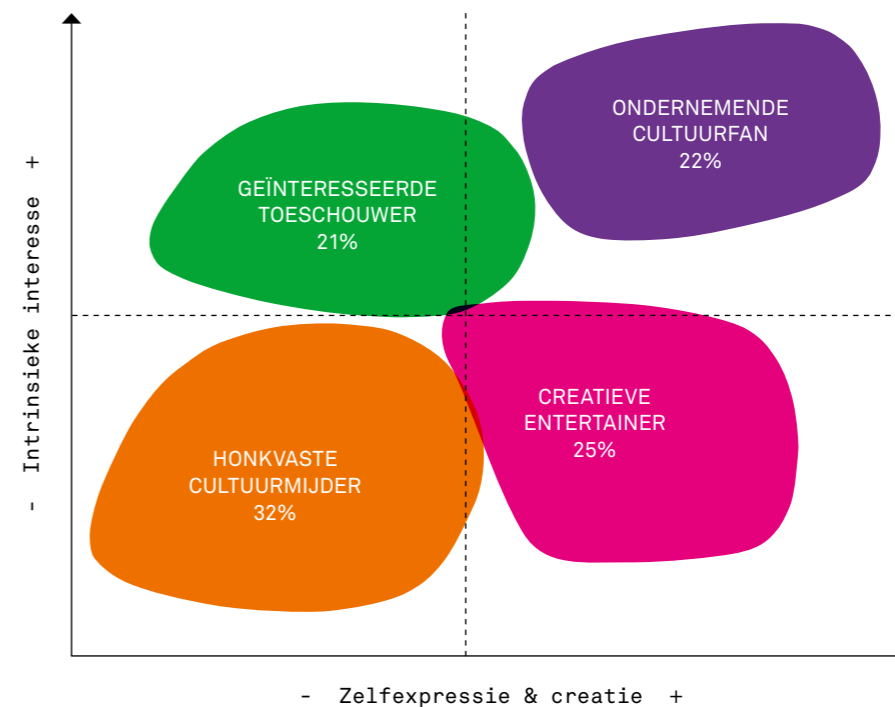 ONDERNEMENDE
CULTUURFAN
22%
GEÏNTERESSEERDE
TOESCHOUWER
21%
CREATIEVE
ENTERTAINER
25%
HONKVASTE
CULTUURMIJDER
32%
- Intrinsieke interesse +
- Zelfexpressie & creatie +